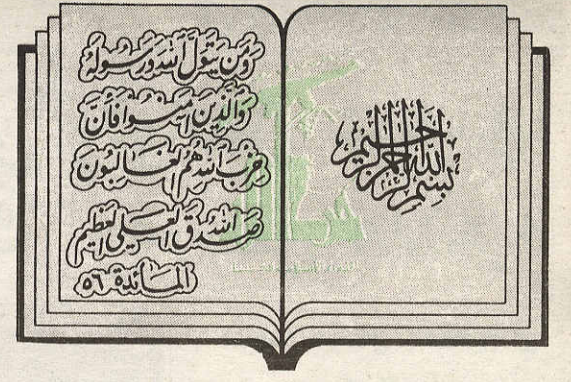 بسم الله الرحمن الرحيم
ومن يتول الله ورسوله
والذين آمنوا فإن
حزب الله هم الغالبون
صدق الله العلي العظيم
المائدة ٥٦